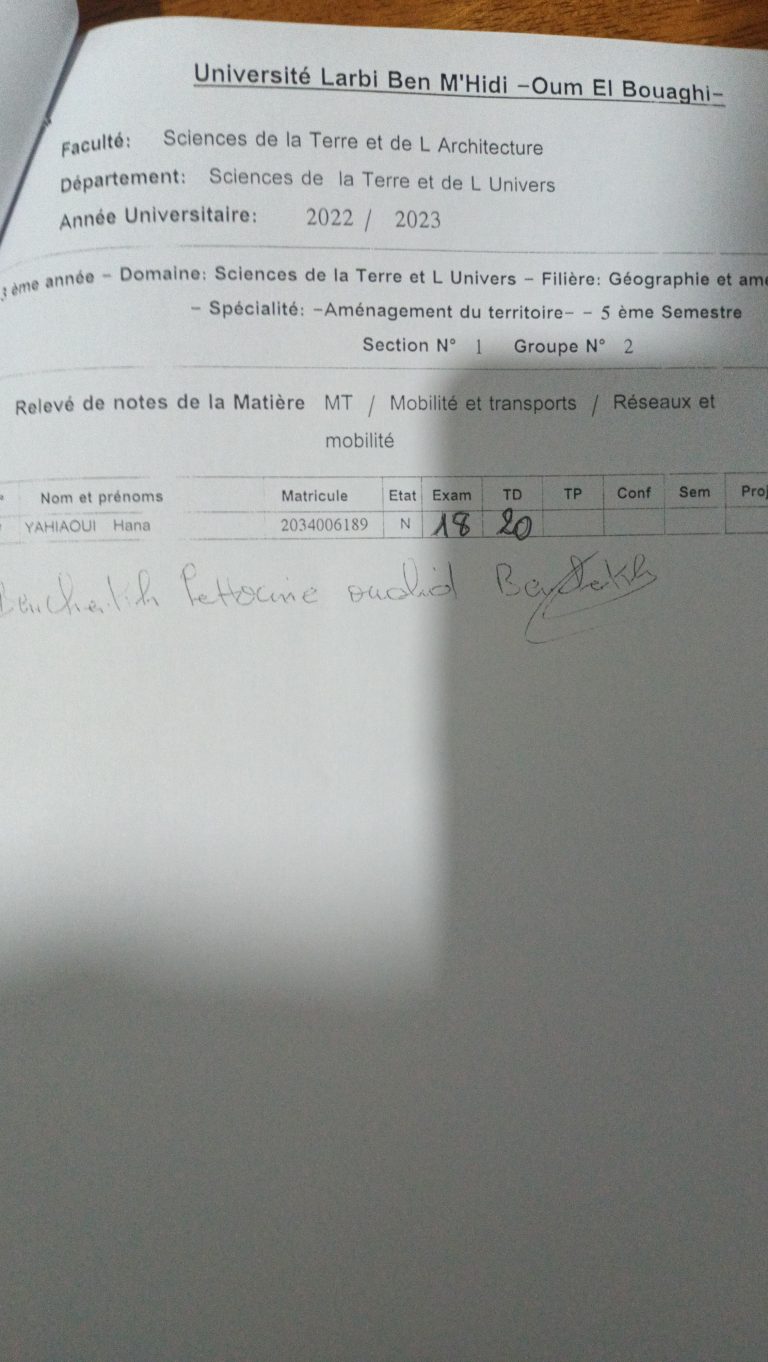 Université Larbi Ben M'Hidi -Oum El Bouaghi-
Faculté: Sciences de la Terre et de L Architecture
Département: Sciences de la Terre et de L Univers
Année Universitaire: 2022 / 2023
3 ème année - Domaine: Sciences de la Terre et L Univers - Filière: Géographie et
- Spécialité: -Aménagement du territoire- - 5 ème Semestre
Section N° 1 Groupe N° 2
Relevé de notes de la Matière MT / Mobilité et transports / Réseaux et
mobilité
Nom et prénoms Matricule Etat Exam TD TP Conf Sem
YAHIAOUI Hana 2034006189 N 18 20